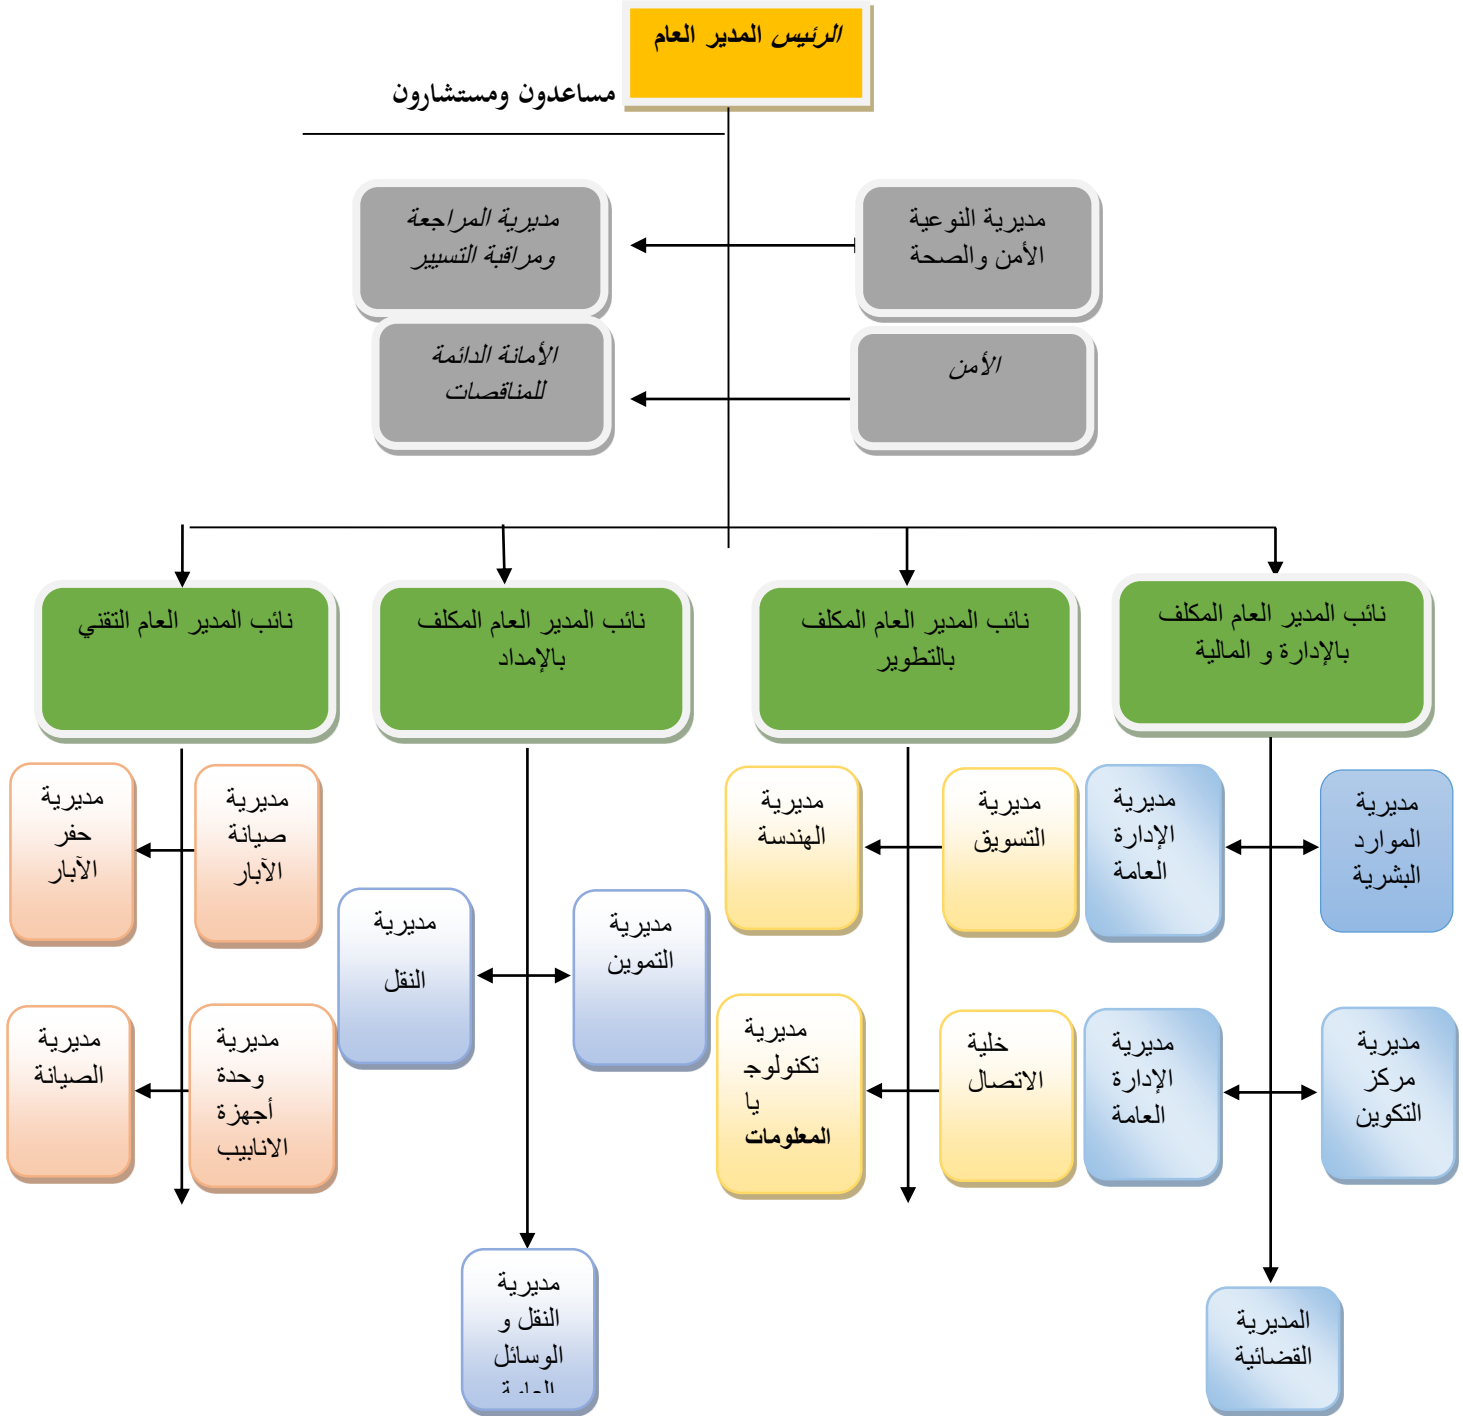 الرئيس المدير العام
مساعدون ومستشارون
مديرية النوعية
الأمن والصحة
مديرية المراجعة
ومراقبة التسيير
الأمن
الأمانة الدائمة
للمناقصات
نائب المدير العام المكلف
بالإدارة و المالية
نائب المدير العام المكلف
بالتطوير
نائب المدير العام المكلف
بالإمداد
نائب المدير العام التقني
مديرية
الموارد
البشرية
مديرية
الإدارة
العامة
مديرية
التسويق
مديرية
الهندسة
مديرية
التموين
مديرية
النقل
مديرية
صيانة
الآبار
مديرية
حفر
الآبار
مديرية
مركز
التكوين
مديرية
الإدارة
العامة
خلية
الاتصال
مديرية
تكنولوج
يا
المعلومات
مديرية
وحدة
أجهزة
الانابيب
مديرية
الصيانة
المديرية
القضائية
مديرية
النقل و
الوسائل
العامة